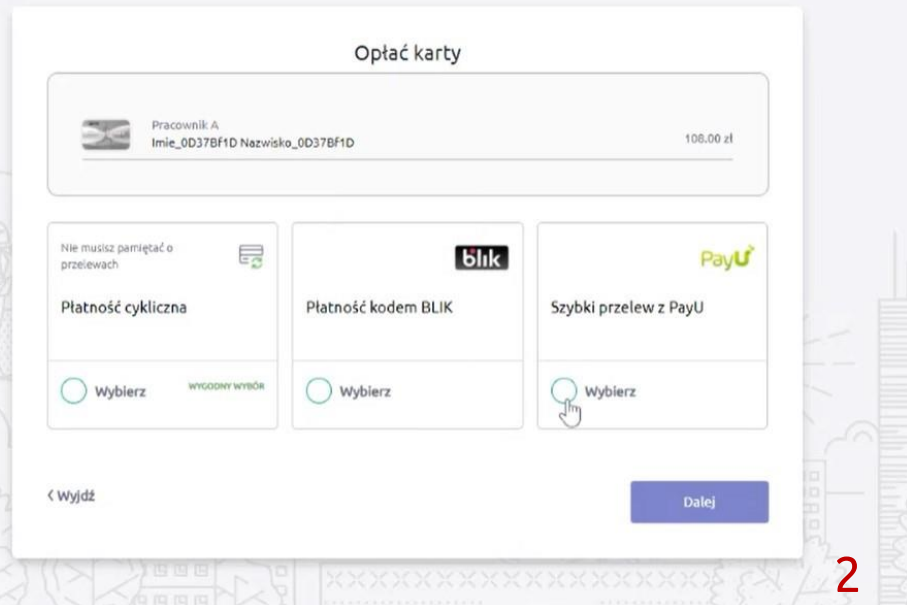 Opłać karty
Pracownik A
Imie_0D37Bf1D Nazwisko_0D37Bf1D
108.00 zł
Nie musisz pamiętać o
przelewach
Płatność cykliczna
Wybierz
WYGODNY WYBÓR
blik
Płatność kodem BLIK
Wybierz
PayU
Szybki przelew z PayU
Wybierz
< Wyjdź
Dalej
2